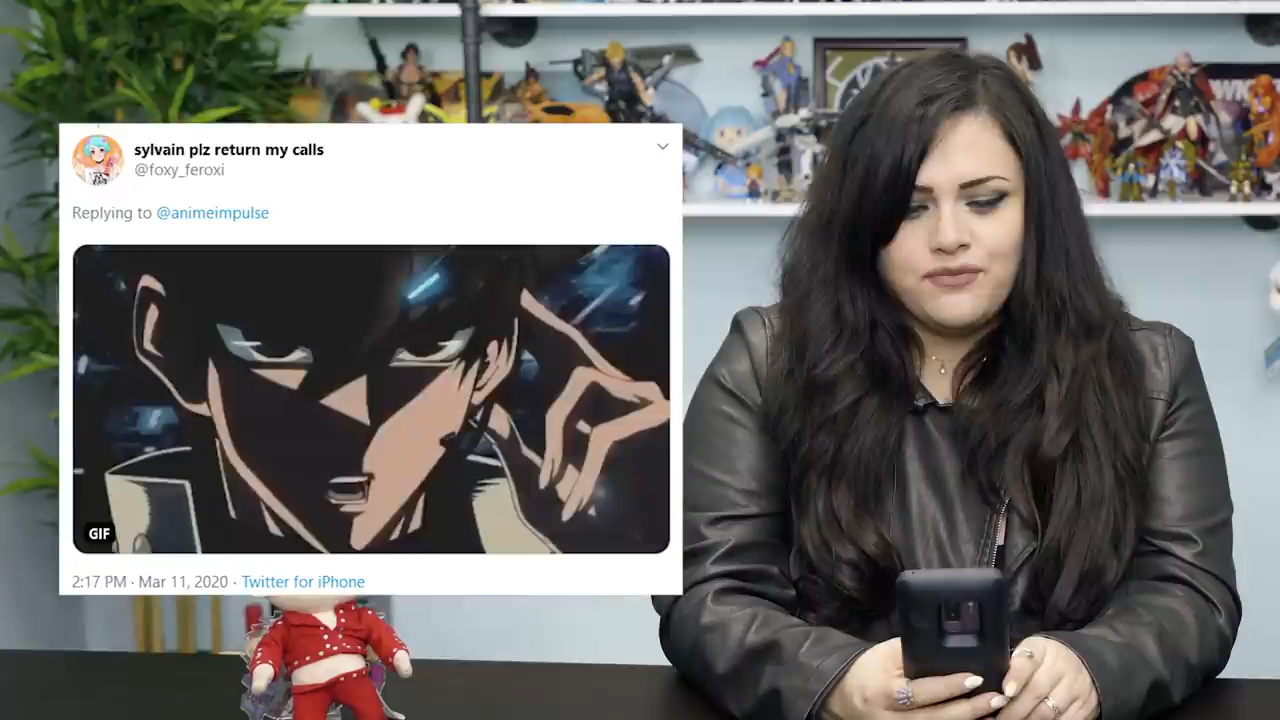 sylvain plz return my calls
@foxy_feroxi
Replying to @animeimpulse
GIF
2:17 PM · Mar 11, 2020 · Twitter for iPhone